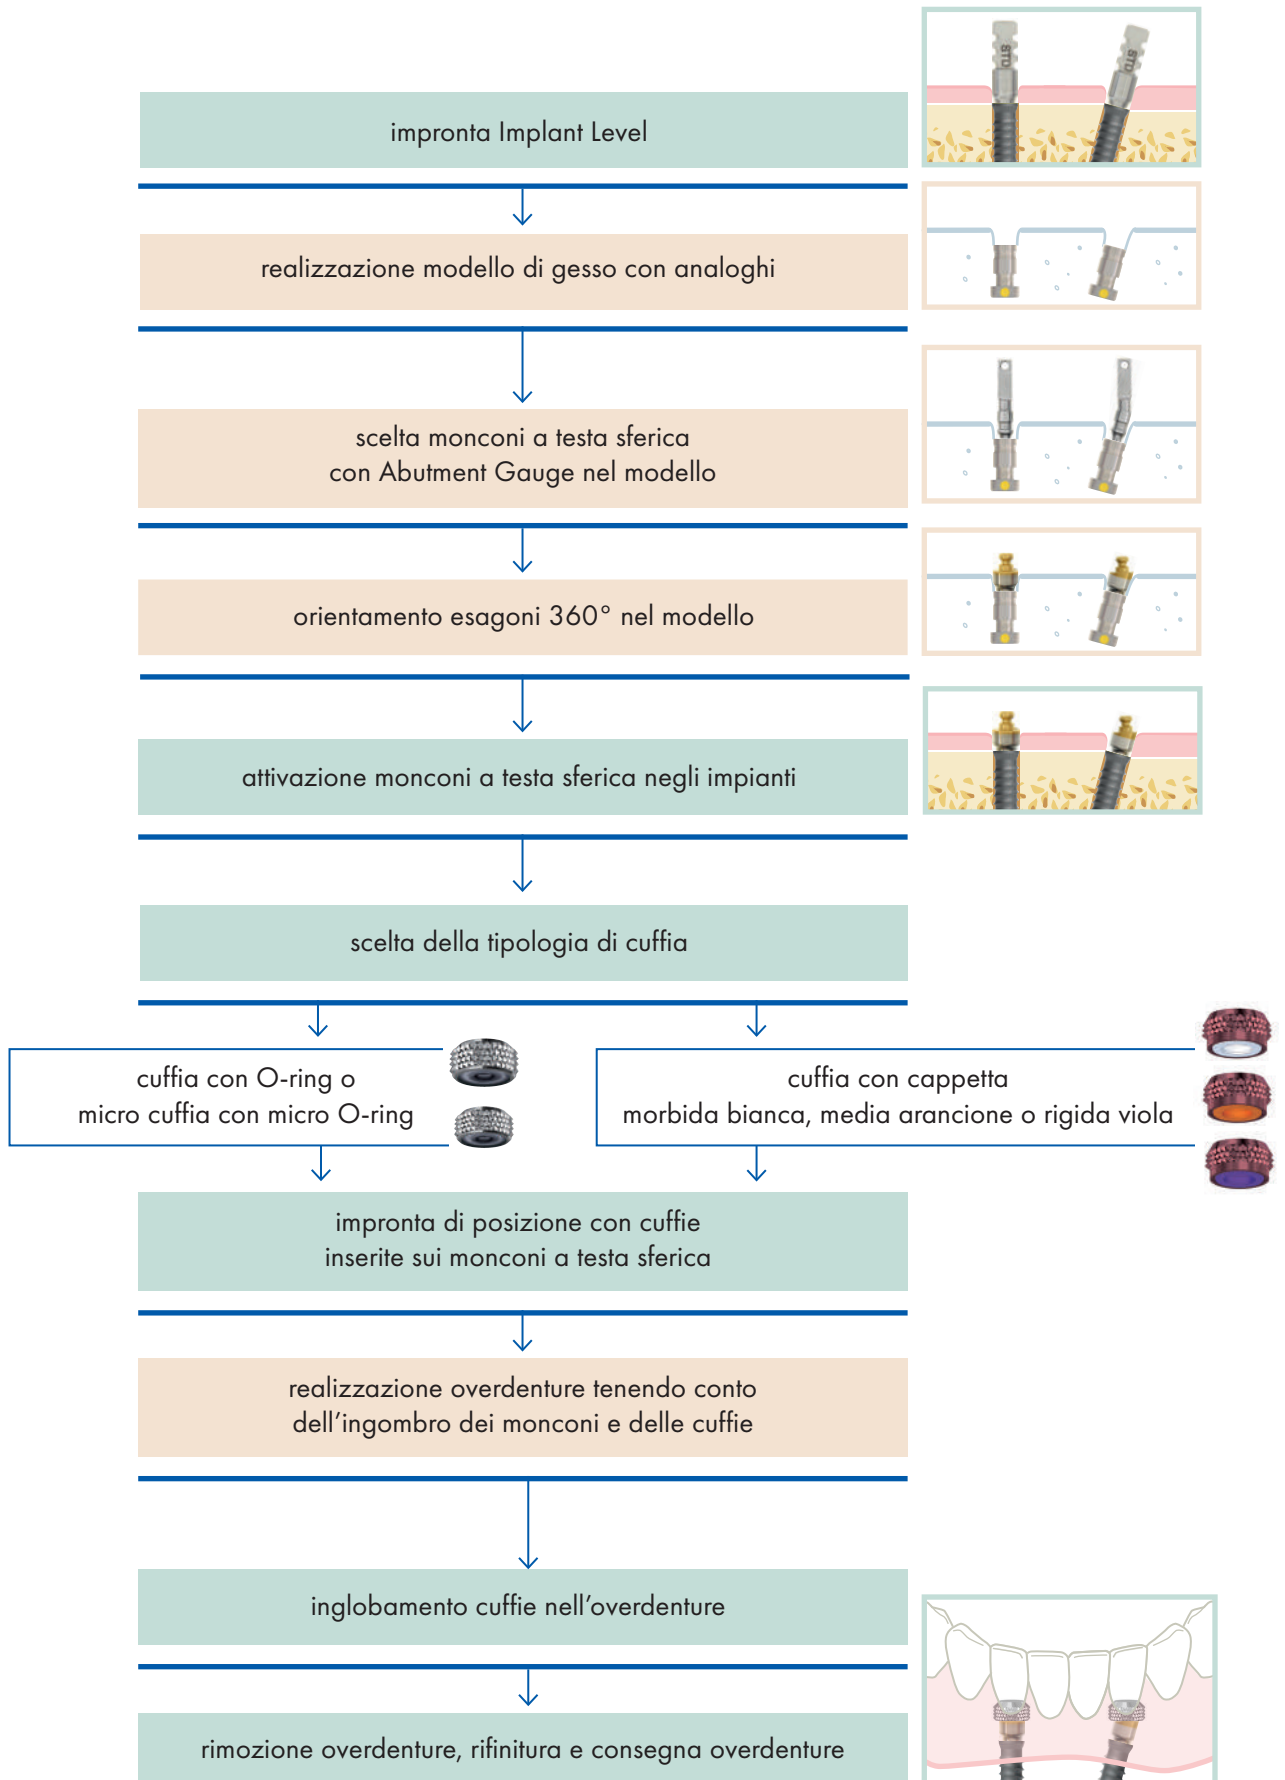 STD
STD
impronta Implant Level
realizzazione modello di gesso con analoghi
scelta monconi a testa sferica
con Abutment Gauge nel modello
orientamento esagoni 360° nel modello
attivazione monconi a testa sferica negli impianti
scelta della tipologia di cuffia
cuffia con O-ring o
micro cuffia con micro O-ring
cuffia con cappetta
morbida bianca, media arancione o rigida viola
impronta di posizione con cuffie
inserite sui monconi a testa sferica
realizzazione overdenture tenendo conto
dell’ingombro dei monconi e delle cuffie
inglobamento cuffie nell’overdenture
rimozione overdenture, rifinitura e consegna overdenture